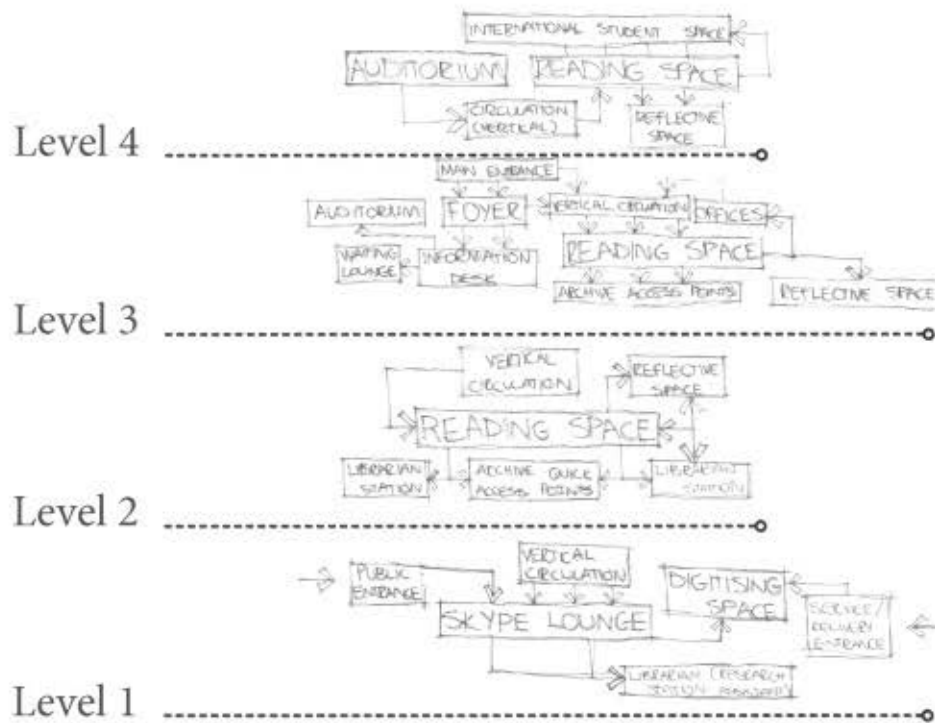 INTERNATIONAL STUDENT SPACE
AUDITORIUM
READING SPACE
CIRCULATION
(VERTICAL)
REFLECTIVE
SPACE
Level 4
MAIN ENTRANCE
AUDITORIUM
FOYER
VERTICAL
OFFICES
WAITING
LOUNGE
INFORMATION
DESK
READING SPACE
ARCHIVE ACCESS POINTS
REFLECTIVE SPACE
Level 3
VERTICAL
CIRCULATION
REFLECTIVE
SPACE
READING SPACE
LIBRARIAN
STATION
ARCHIVE QUICK
ACCESS POINTS
LIBRARIAN
STATION
Level 2
PUBLIC
ENTRANCE
VERTICAL
CIRCULATION
DIGITISING
SPACE
SKYPE LOUNGE
SERVICE/
DELIVERY
ENTRANCE
LIBRARIAN (RESEARCH
STATION
Level 1